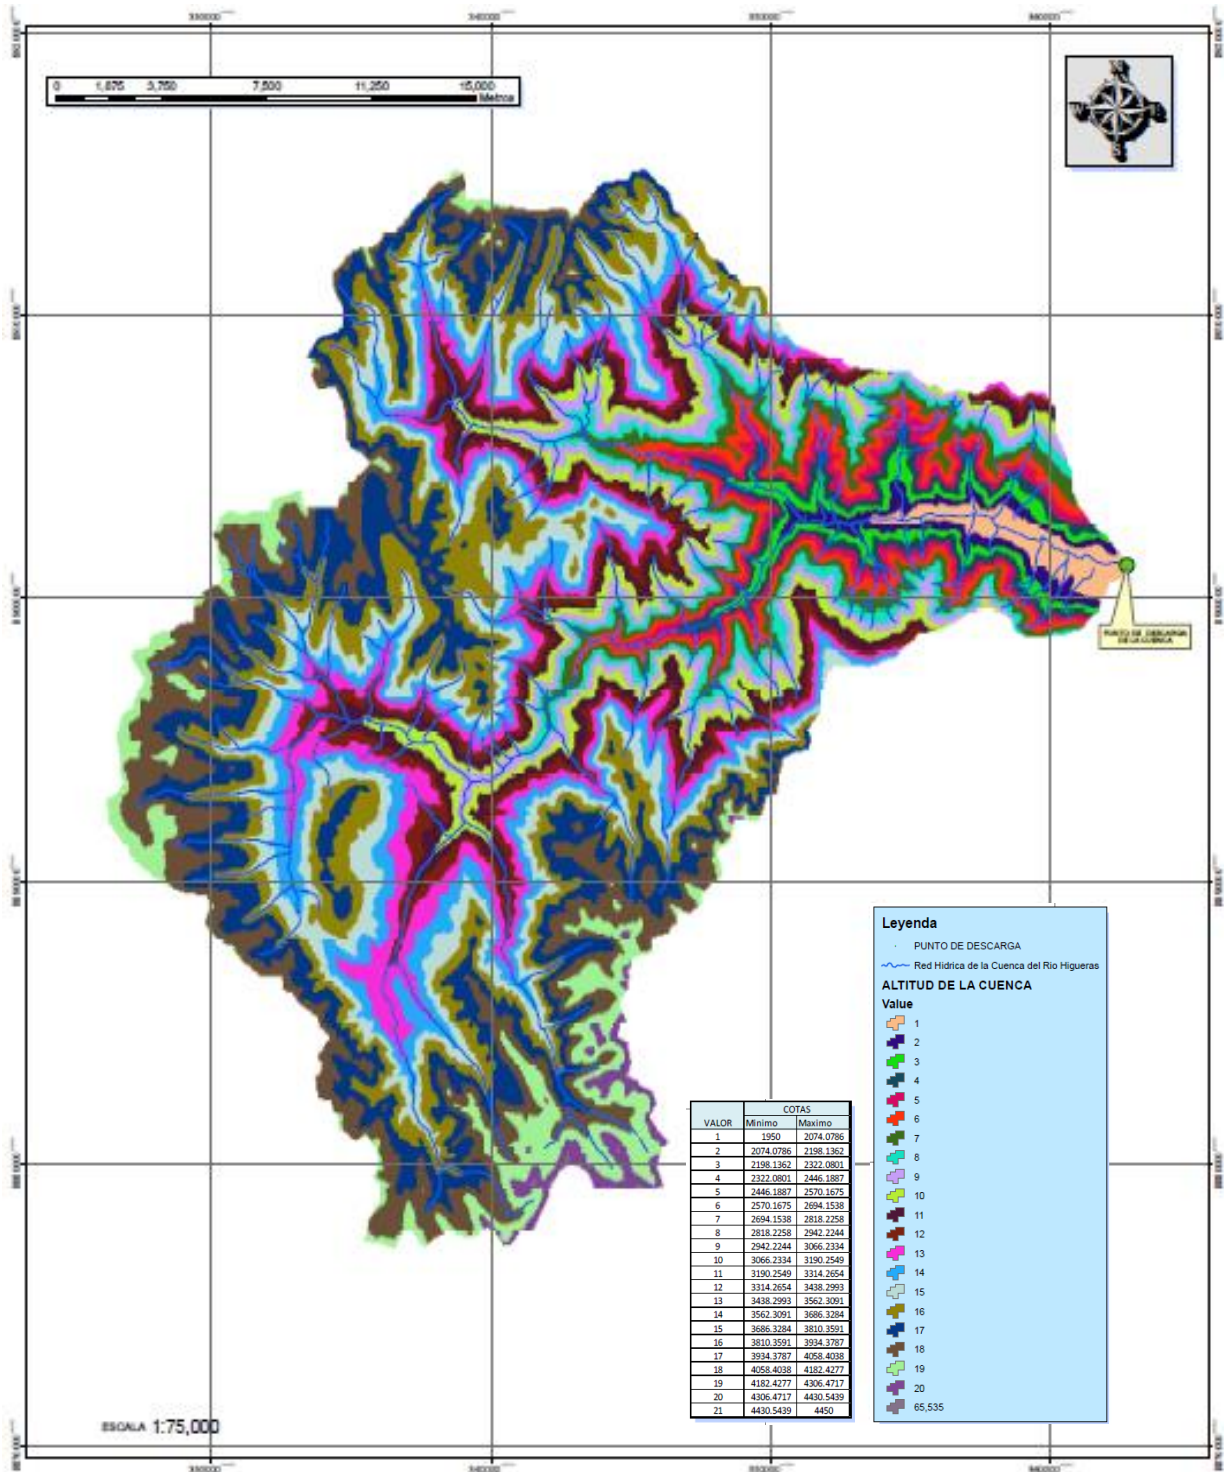 330000
340000
350000
360000
0 1,875 3,750 7,500 11,250 15,000
Metros
PUNTO DE DESCARGA
DE LA CUENCA
Leyenda
PUNTO DE DESCARGA
Red Hidrica de la Cuenca del Rio Higueras
ALTITUD DE LA CUENCA
Value
1
2
3
4
5
6
7
8
9
10
11
12
13
14
15
16
17
18
19
20
65,535
COTAS
VALOR Minimo Maximo
1 1950 2074.0786
2 2074.0786 2198.1362
3 2198.1362 2322.0801
4 2322.0801 2446.1887
5 2446.1887 2570.1675
6 2570.1675 2694.1538
7 2694.1538 2818.2258
8 2818.2258 2942.2244
9 2942.2244 3066.2334
10 3066.2334 3190.2549
11 3190.2549 3314.2654
12 3314.2654 3438.2993
13 3438.2993 3562.3091
14 3562.3091 3686.3284
15 3686.3284 3810.3591
16 3810.3591 3934.3787
17 3934.3787 4058.4038
18 4058.4038 4182.4277
19 4182.4277 4306.4717
20 4306.4717 4430.5439
21 4430.5439 4450
ESCALA 1:75,000
330000
340000
350000
360000